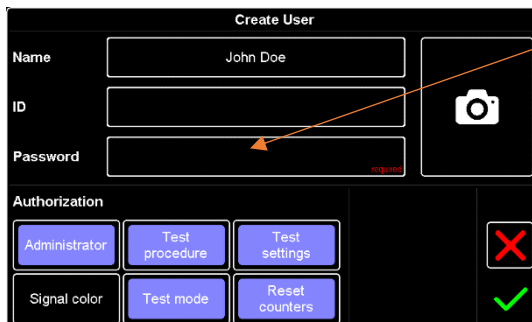 Create User
Name
John Doe
ID
Password
required
Authorization
Administrator
Test
procedure
Test
settings
Signal color
Test mode
Reset
counters